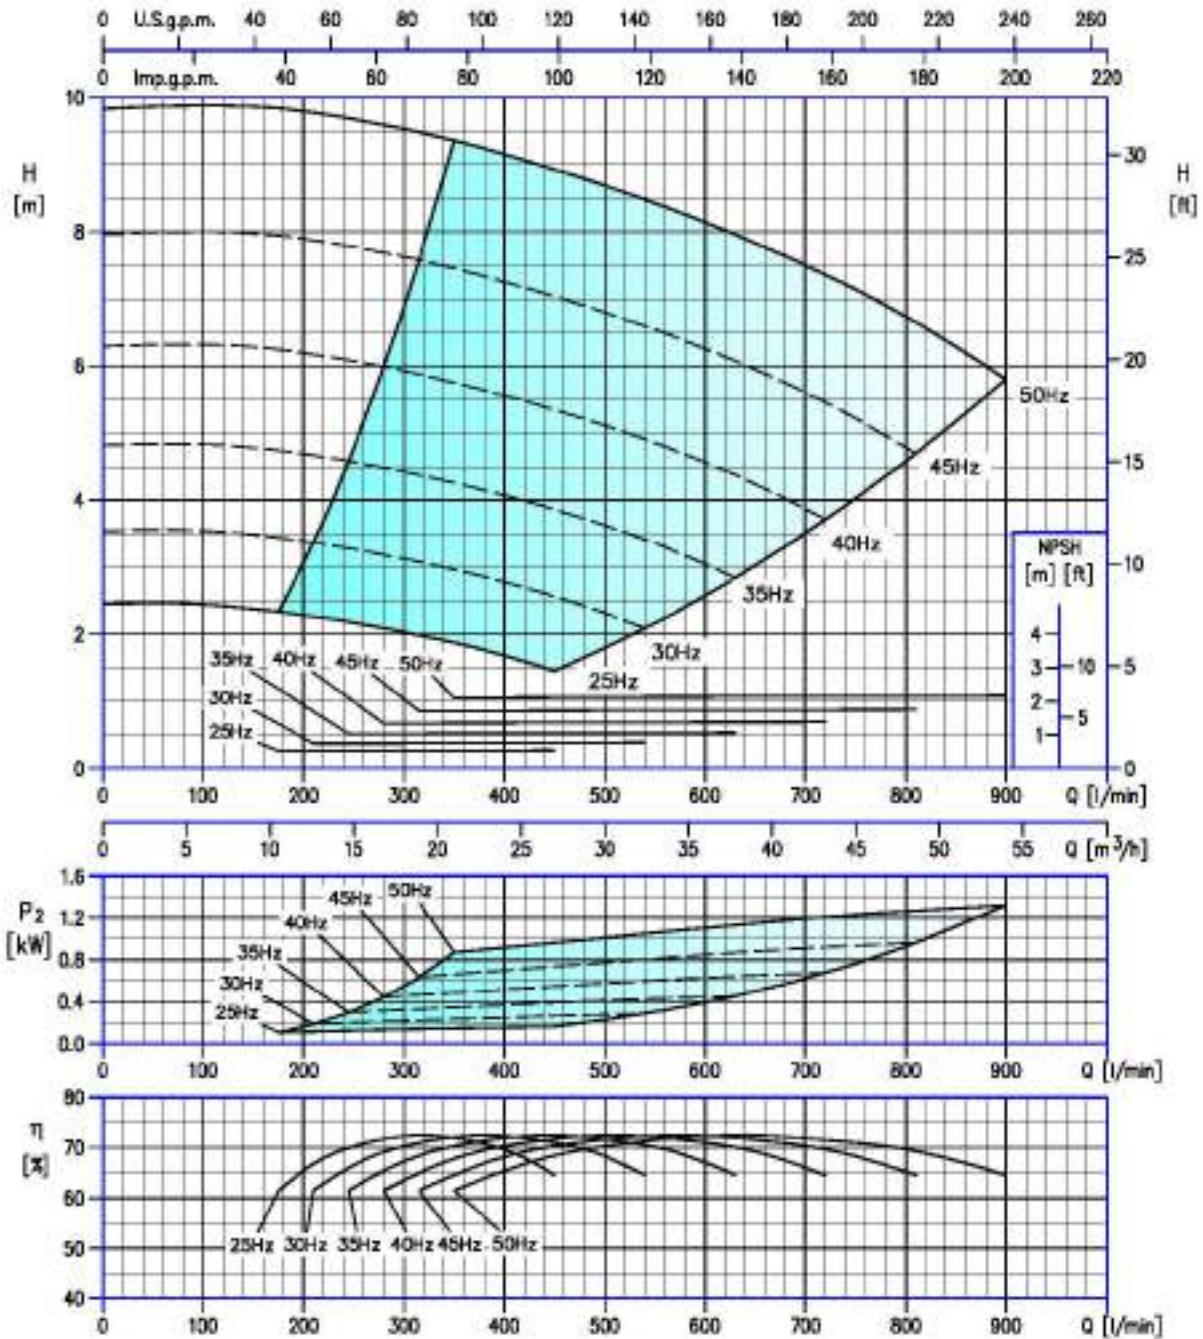 0 U.S.g.p.m. 40 60 80 100 120 140 160 180 200 220 240 260
0 Imp.g.p.m. 40 60 80 100 120 140 160 180 200 220
10
H
[m]
8
6
4
2
0
30
H
[ft]
25
20
15
10
5
0
50Hz
45Hz
40Hz
35Hz
30Hz
25Hz
NPSH
[m] [ft]
4
3 10
2
5
1
35Hz 40Hz 45Hz 50Hz
30Hz
25Hz
0 100 200 300 400 500 600 700 800 900 Q [l/min]
0 5 10 15 20 25 30 35 40 45 50 55 Q [m³/h]
1.6
P₂
[kW]
1.2
0.8
0.4
0.0
50Hz
45Hz
40Hz
35Hz
30Hz
25Hz
0 100 200 300 400 500 600 700 800 900 Q [l/min]
80
η
[%]
70
60
50
40
25Hz 30Hz 35Hz 40Hz 45Hz 50Hz
0 100 200 300 400 500 600 700 800 900 Q [l/min]